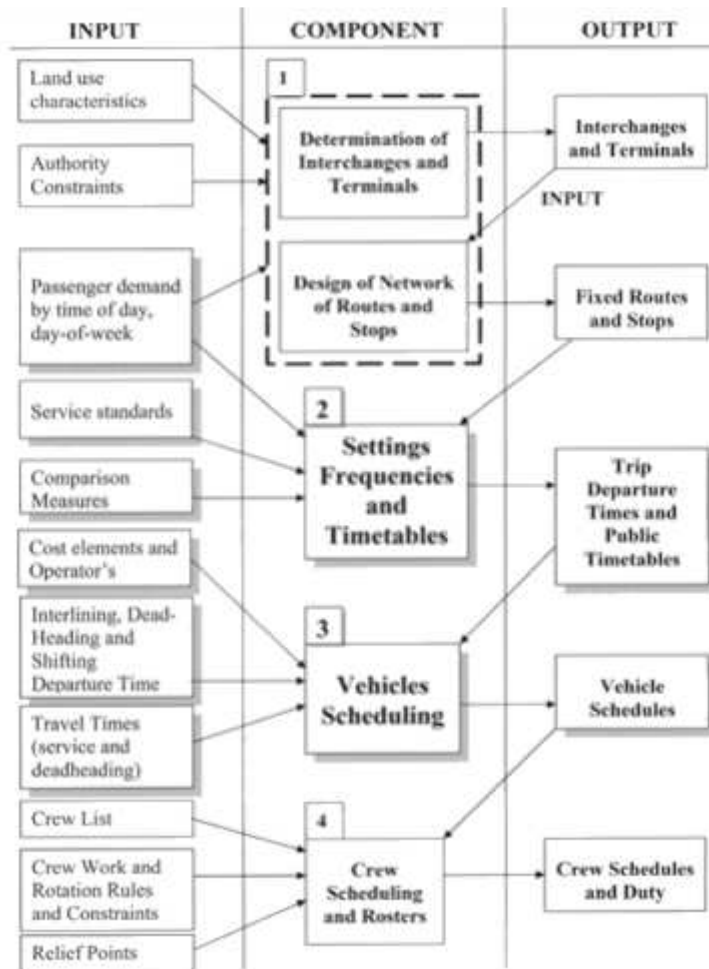 INPUT
COMPONENT
OUTPUT
Land use
characteristics
Authority
Constraints
Passenger demand
by time of day,
day-of-week
Service standards
Comparison
Measures
Cost elements and
Operator's
Interlining, Dead-
Heading and
Shifting
Departure Time
Travel Times
(service and
deadheading)
Crew List
Crew Work and
Rotation Rules
and Constraints
Relief Points
1
Determination of
Interchanges and
Terminals
Design of Network
of Routes and
Stops
2
Settings
Frequencies
and
Timetables
3
Vehicles
Scheduling
4
Crew
Scheduling
and Rosters
Interchanges
and Terminals
INPUT
Fixed Routes
and Stops
Trip
Departure
Times and
Public
Timetables
Vehicle
Schedules
Crew Schedules
and Duty